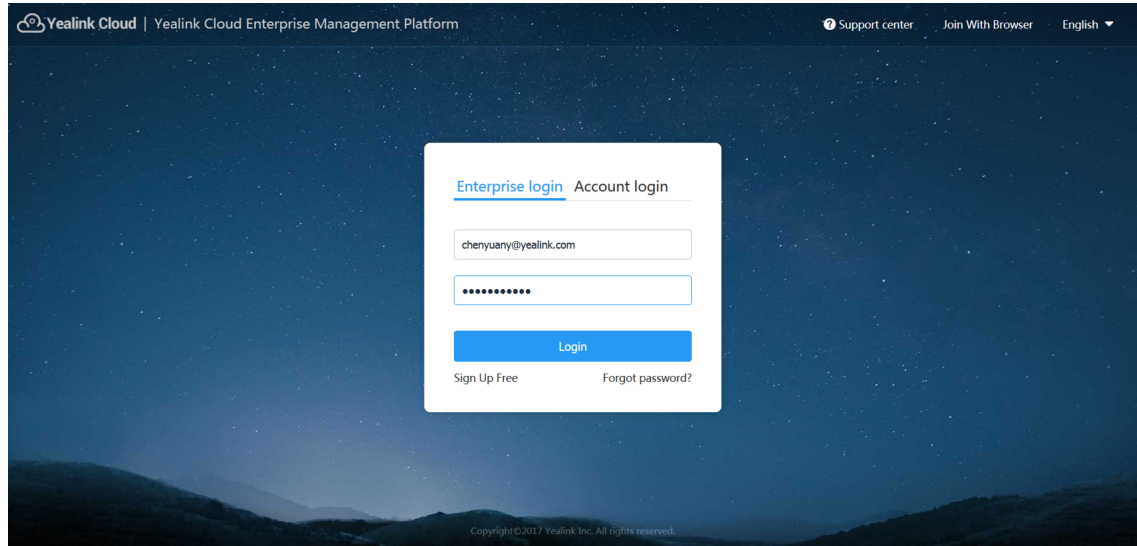 Yealink Cloud | Yealink Cloud Enterprise Management Platform
? Support center Join With Browser English
Enterprise login Account login
chenyuany@yealink.com
•••••••••••
Login
Sign Up Free Forgot password?
Copyright©2017 Yealink Inc. All rights reserved.